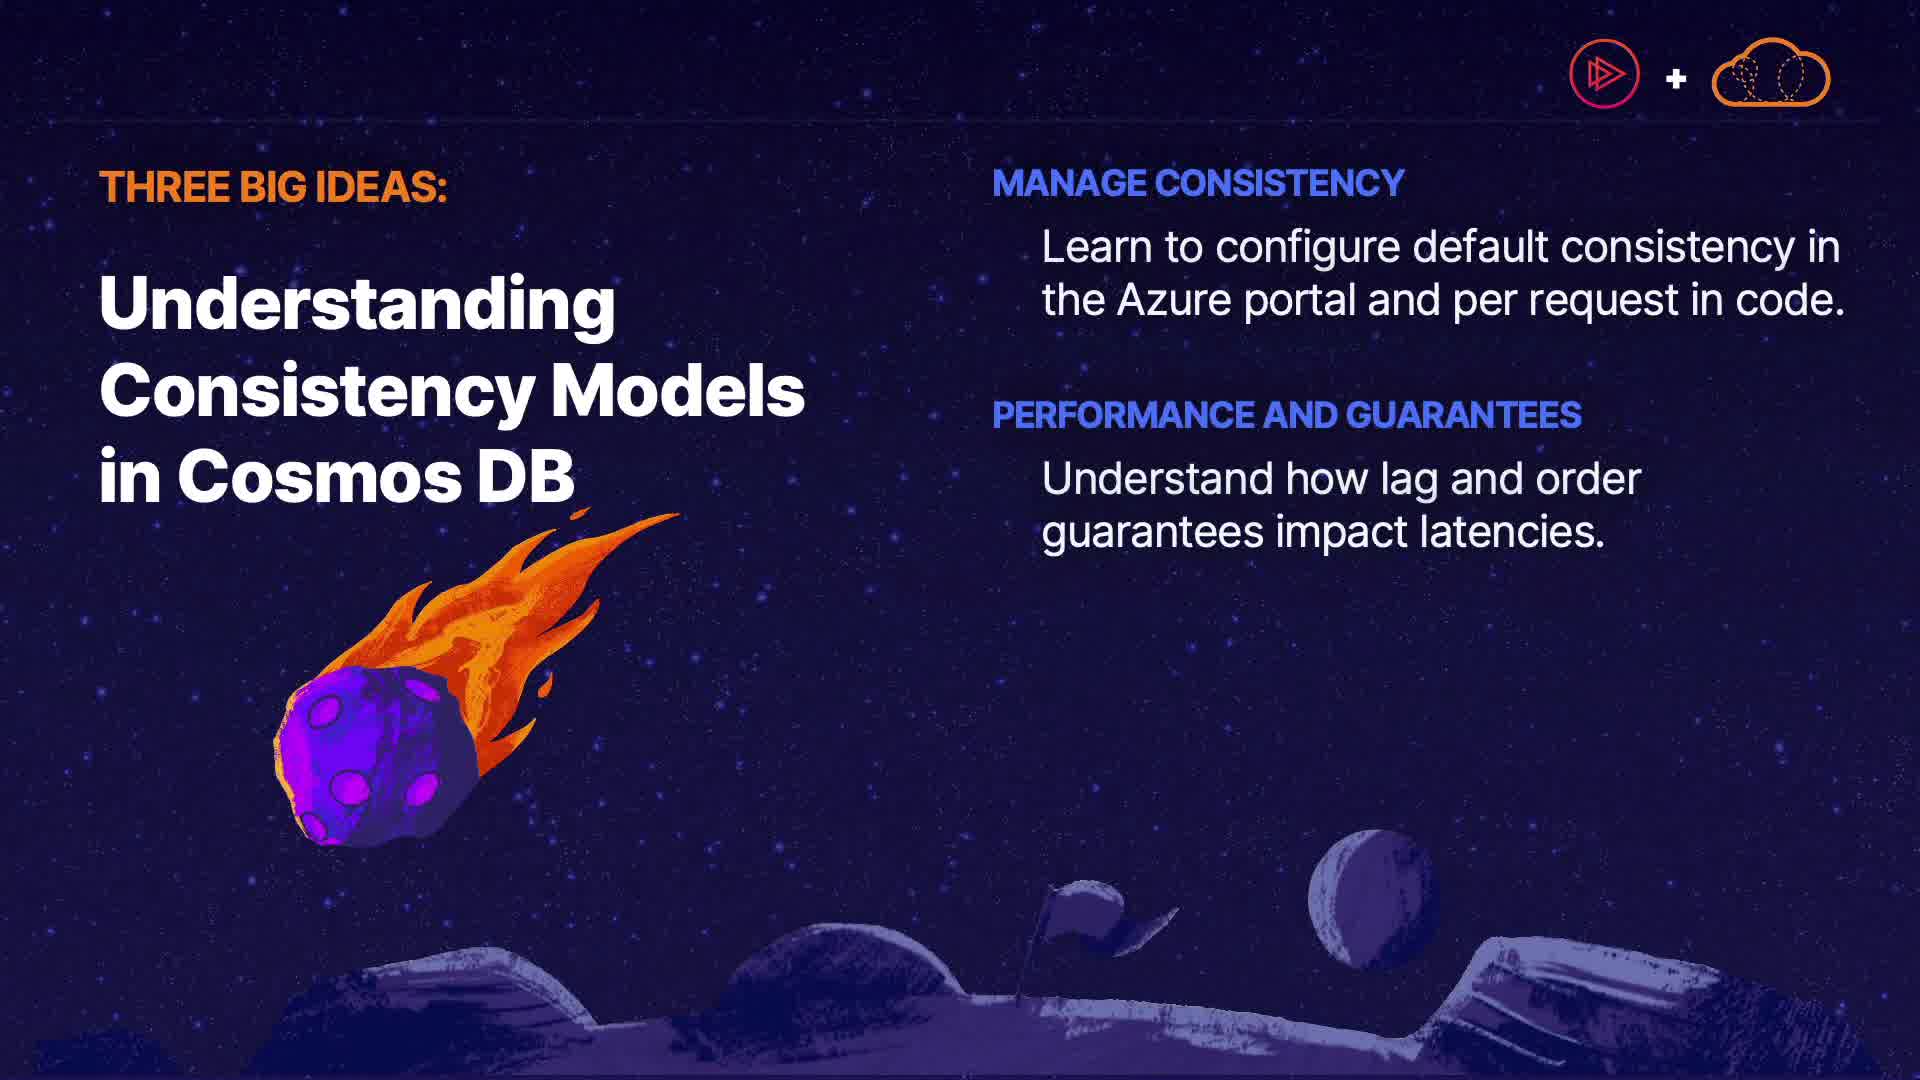 THREE BIG IDEAS:
Understanding
Consistency Models
in Cosmos DB
MANAGE CONSISTENCY
Learn to configure default consistency in
the Azure portal and per request in code.
PERFORMANCE AND GUARANTEES
Understand how lag and order
guarantees impact latencies.